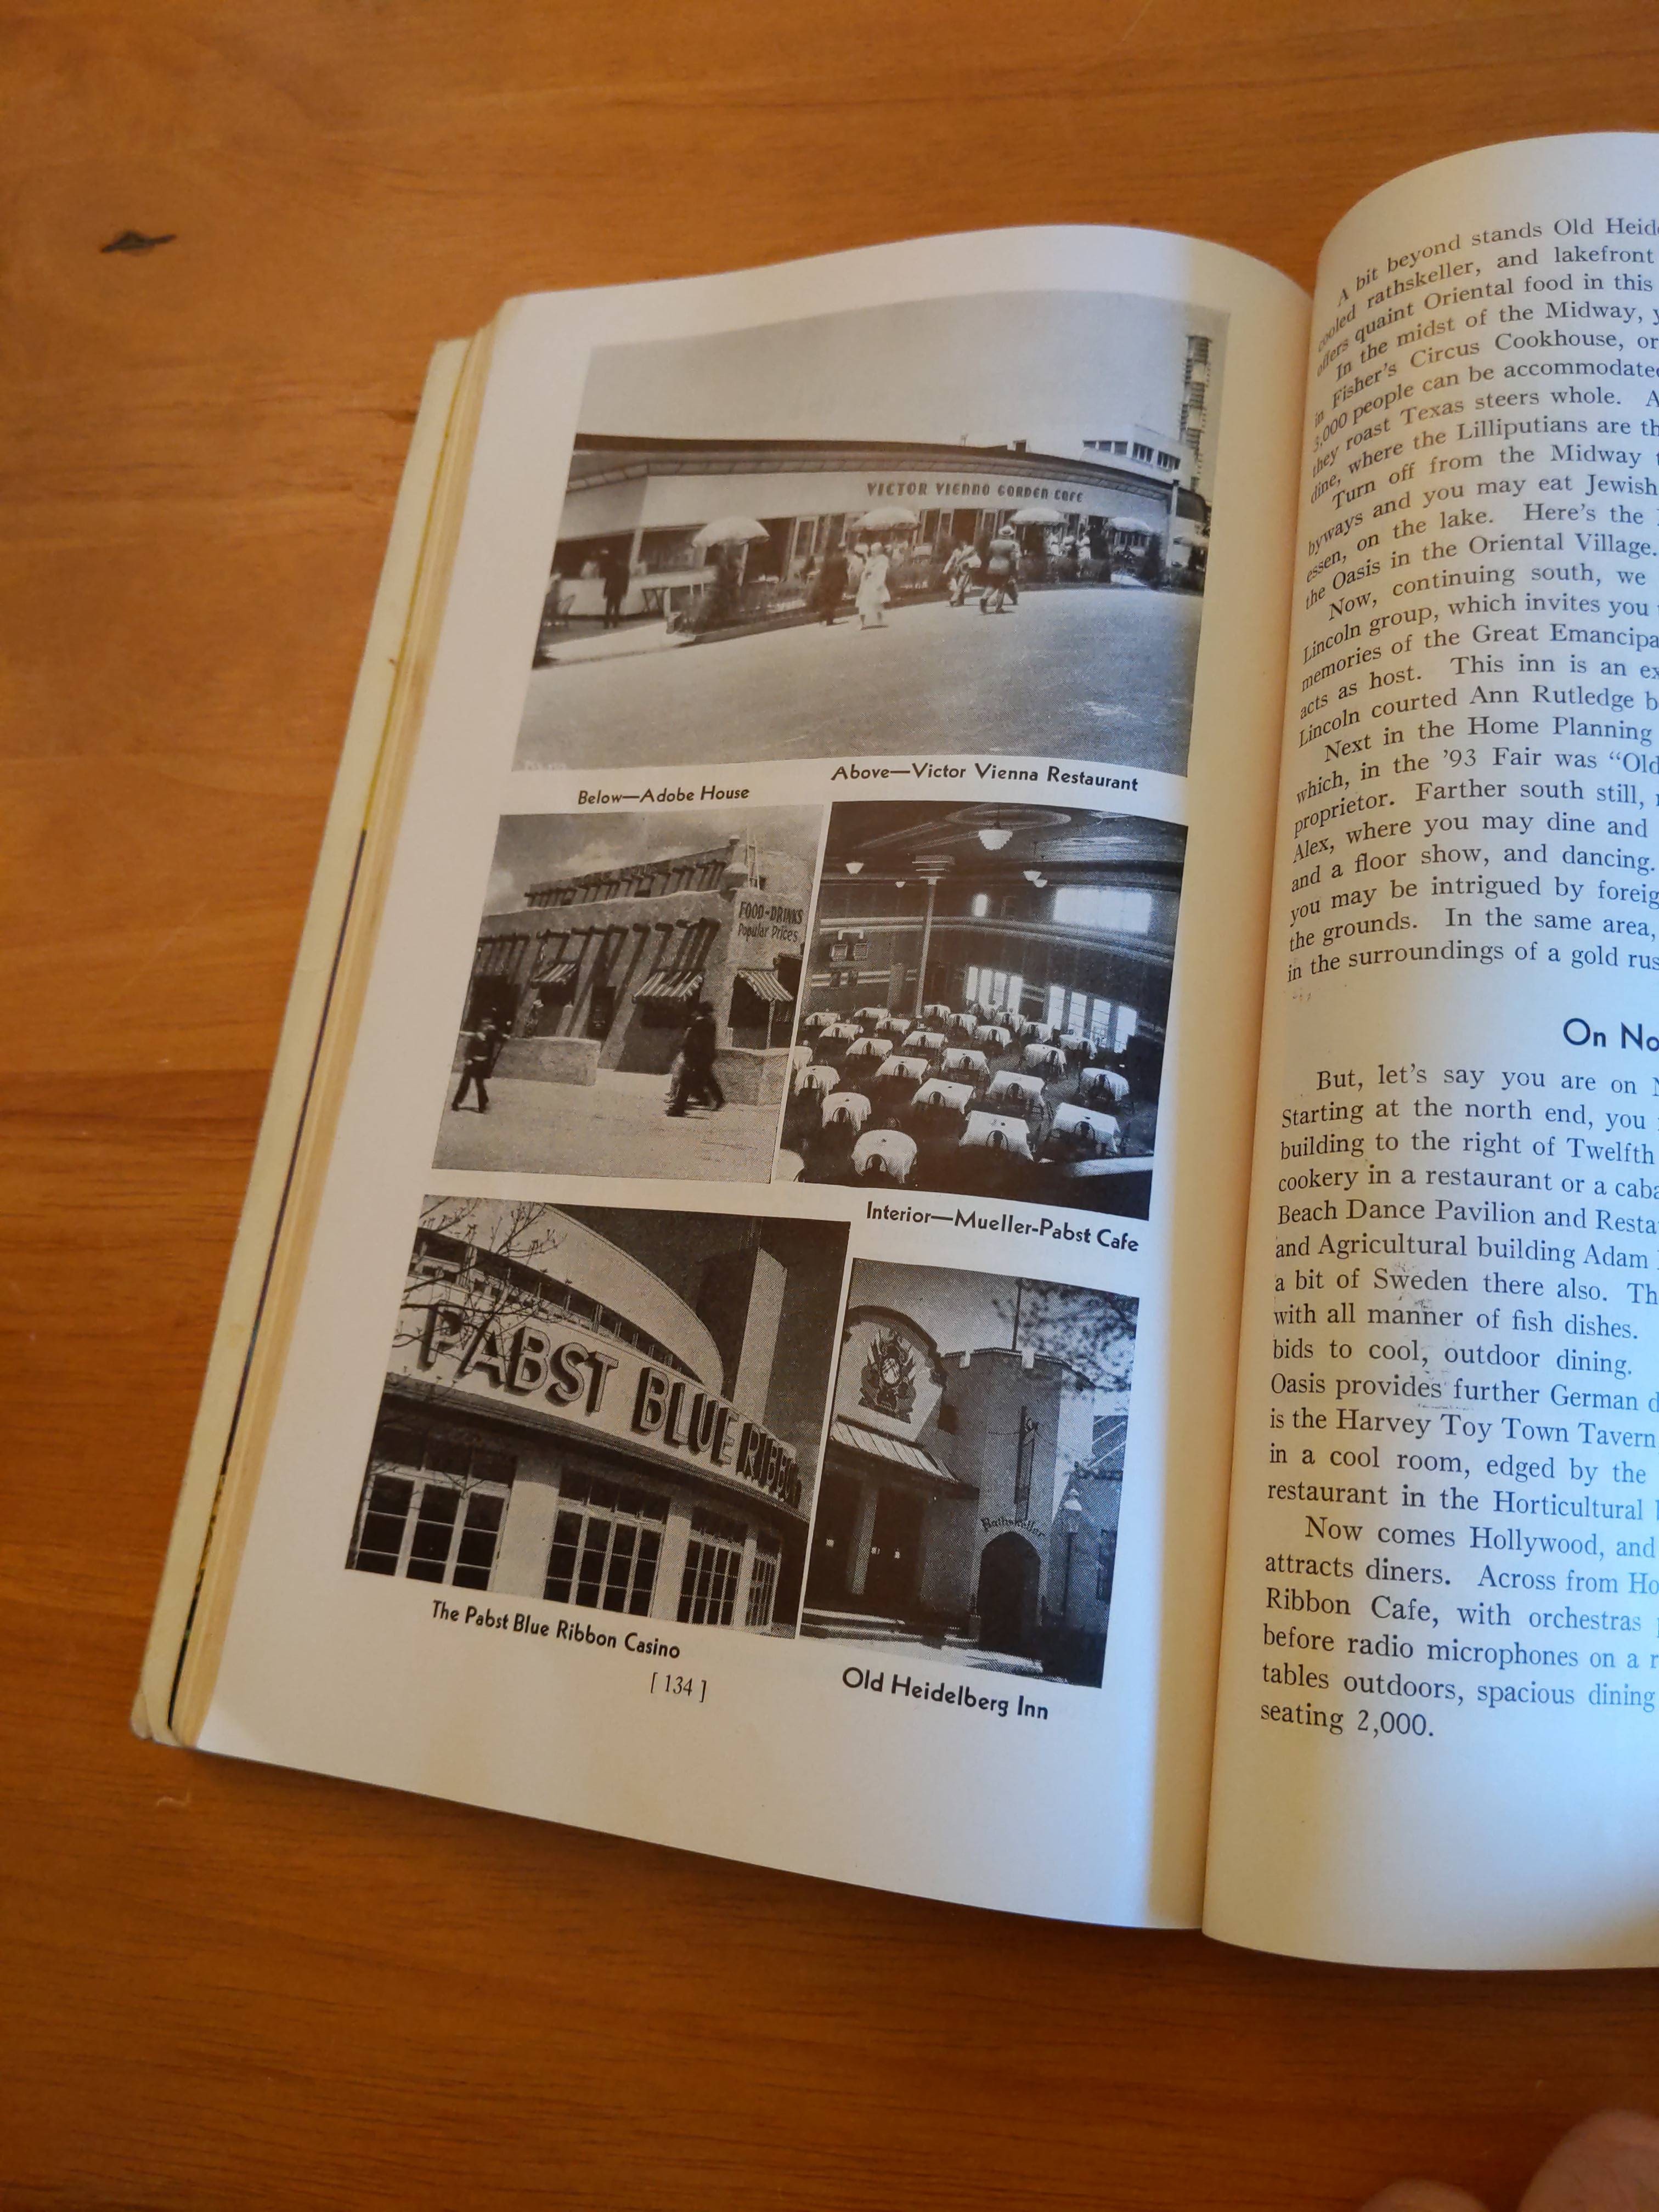 VICTOR VIENNA GARDEN CAFE
Above—Victor Vienna Restaurant
Below—Adobe House
FOOD-DRINKS
Popular Prices
Interior—Mueller-Pabst Cafe
PABST BLUE RIBBON
Rathskeller
The Pabst Blue Ribbon Casino
Old Heidelberg Inn
[ 134 ]
A bit beyond stands Old Heid
cooled rathskeller, and lakefront
offers quaint Oriental food in this
In the midst of the Midway, y
in Fisher's Circus Cookhouse, or
3,000 people can be accommodated
they roast Texas steers whole. A
dine, where the Lilliputians are th
Turn off from the Midway t
byways and you may eat Jewish
essen, on the lake. Here's the
the Oasis in the Oriental Village.
Now, continuing south, we
Lincoln group, which invites you
memories of the Great Emancipa
acts as host. This inn is an ex
Lincoln courted Ann Rutledge b
Next in the Home Planning
which, in the '93 Fair was "Old
proprietor. Farther south still,
Alex, where you may dine and
and a floor show, and dancing.
you may be intrigued by foreig
the grounds. In the same area,
in the surroundings of a gold rus
On No
But, let's say you are on
Starting at the north end, you
building to the right of Twelfth
cookery in a restaurant or a caba
Beach Dance Pavilion and Resta
and Agricultural building Adam
a bit of Sweden there also. Th
with all manner of fish dishes.
bids to cool, outdoor dining.
Oasis provides further German d
is the Harvey Toy Town Tavern
in a cool room, edged by the
restaurant in the Horticultural
Now comes Hollywood, and
attracts diners. Across from Ho
Ribbon Cafe, with orchestras
before radio microphones on a r
tables outdoors, spacious dining
seating 2,000.